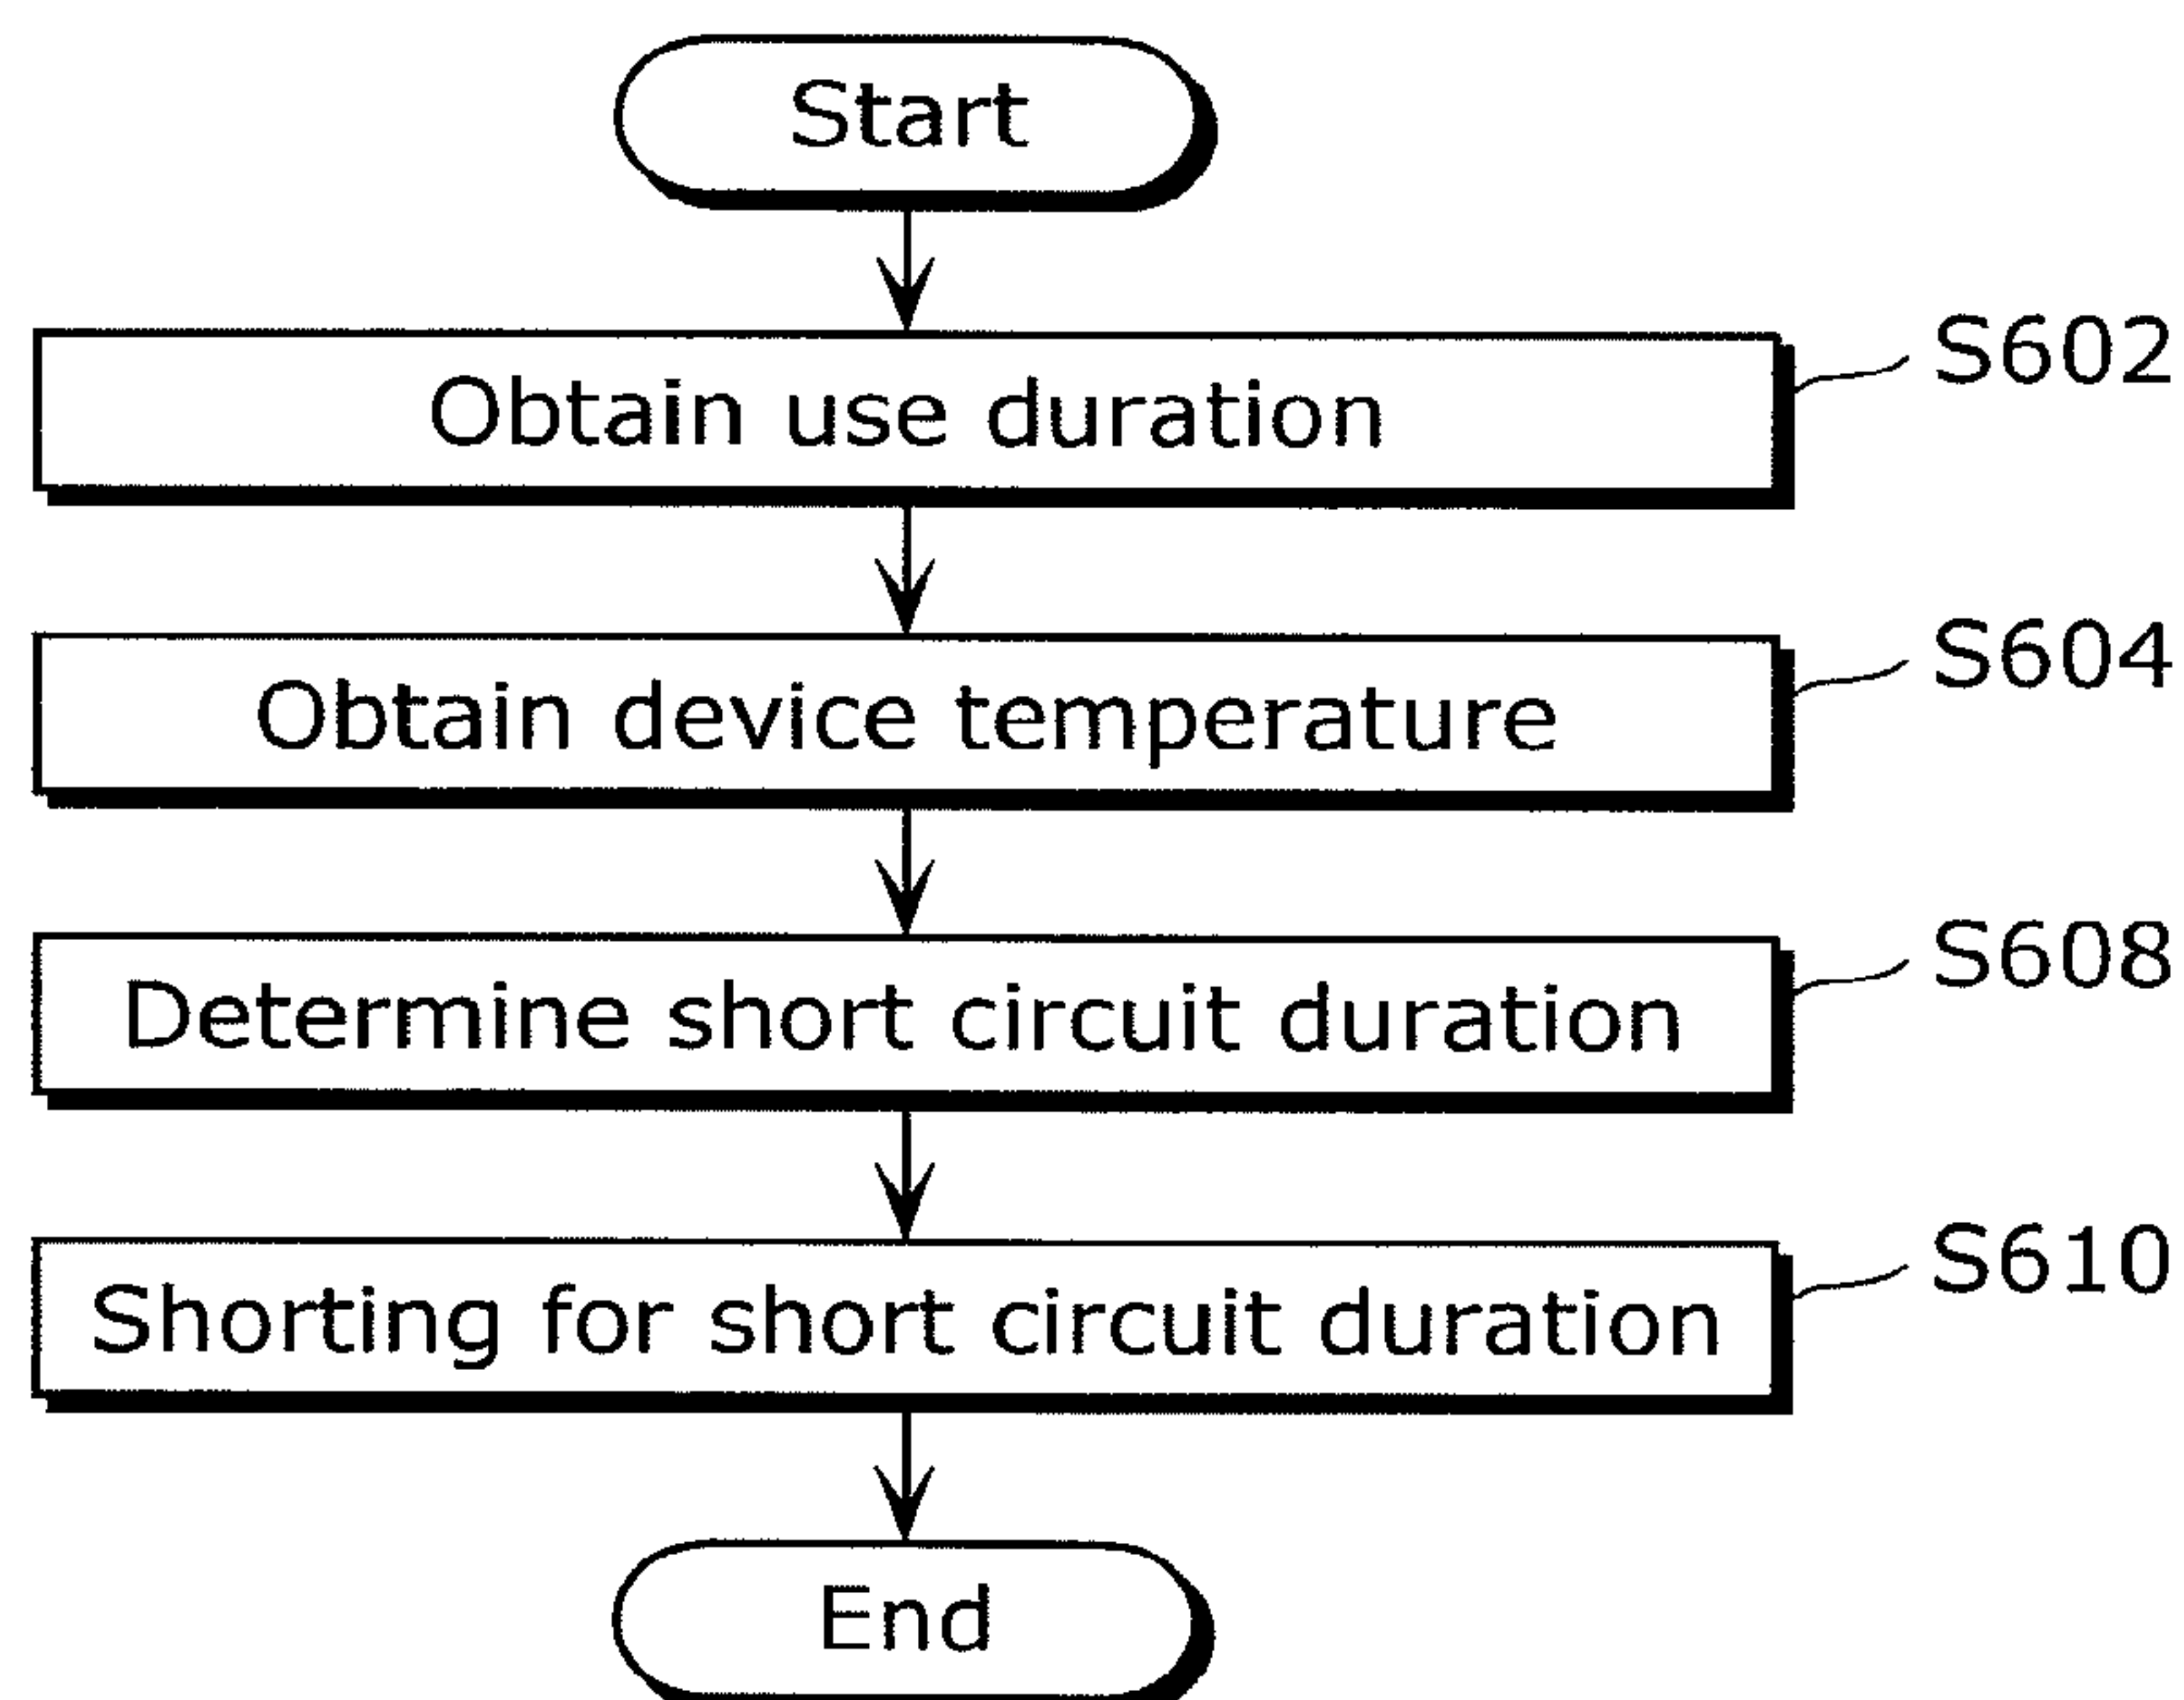 Start
Obtain use duration
S602
Obtain device temperature
S604
Determine short circuit duration
S608
Shorting for short circuit duration
S610
End